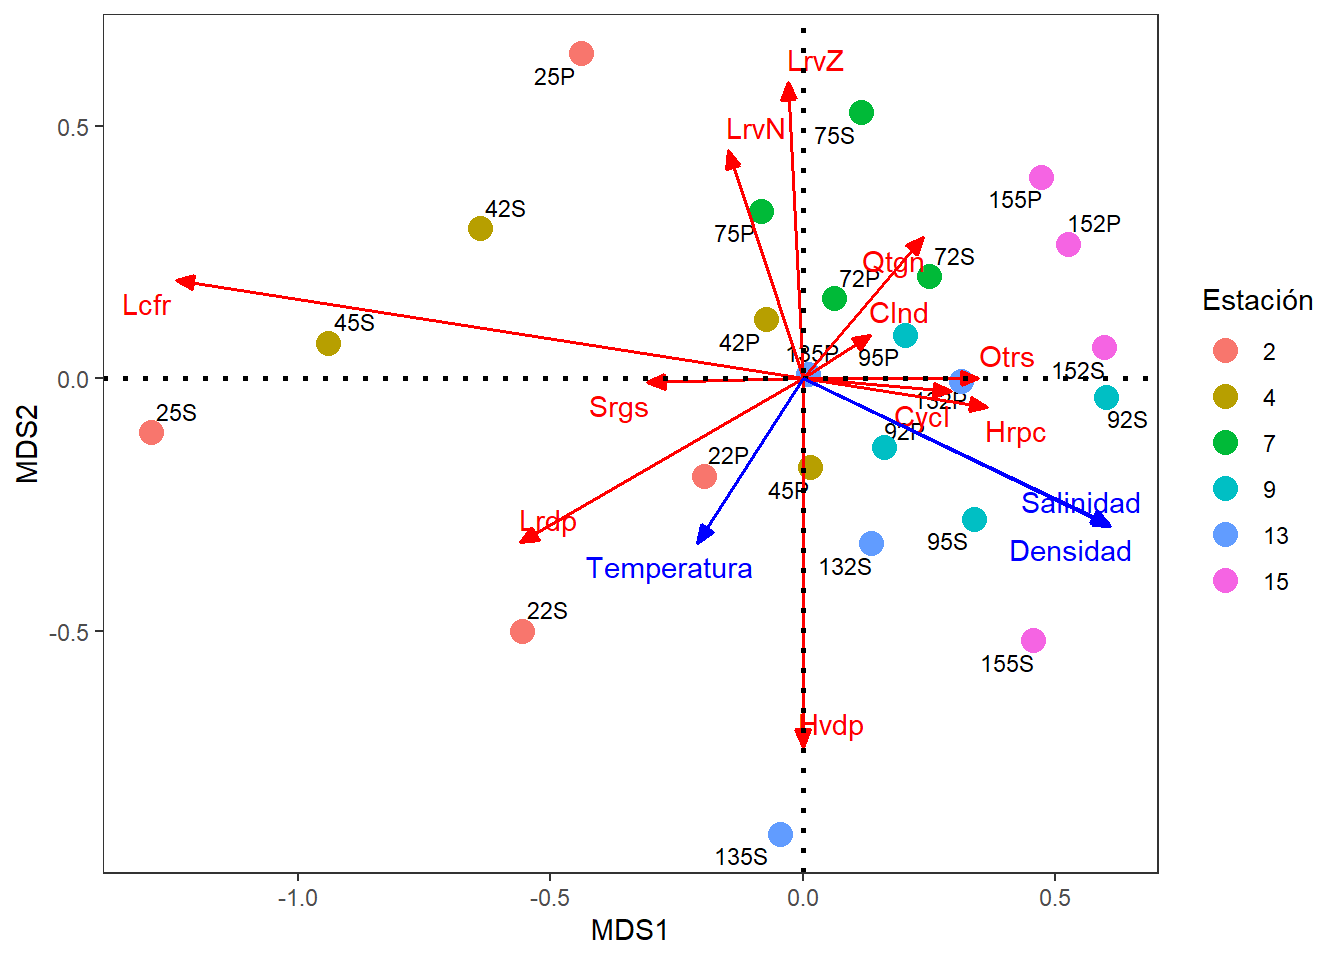 LrvZ
25P
LrvN
0.5
75S
155P
42S
152P
75P
72S
Qtgn
72P
Lcfr
Clnd
45S
42P
135P
95P
Otrs
152S
0.0
132P
Srgs
25S
Cycl
92S
92P
Hrpc
22P
45P
Salinidad
Lrdp
95S
Densidad
Temperatura
132S
22S
-0.5
155S
Hvdp
135S
-1.0
-0.5
0.0
0.5
MDS1
MDS2
Estación
2
4
7
9
13
15